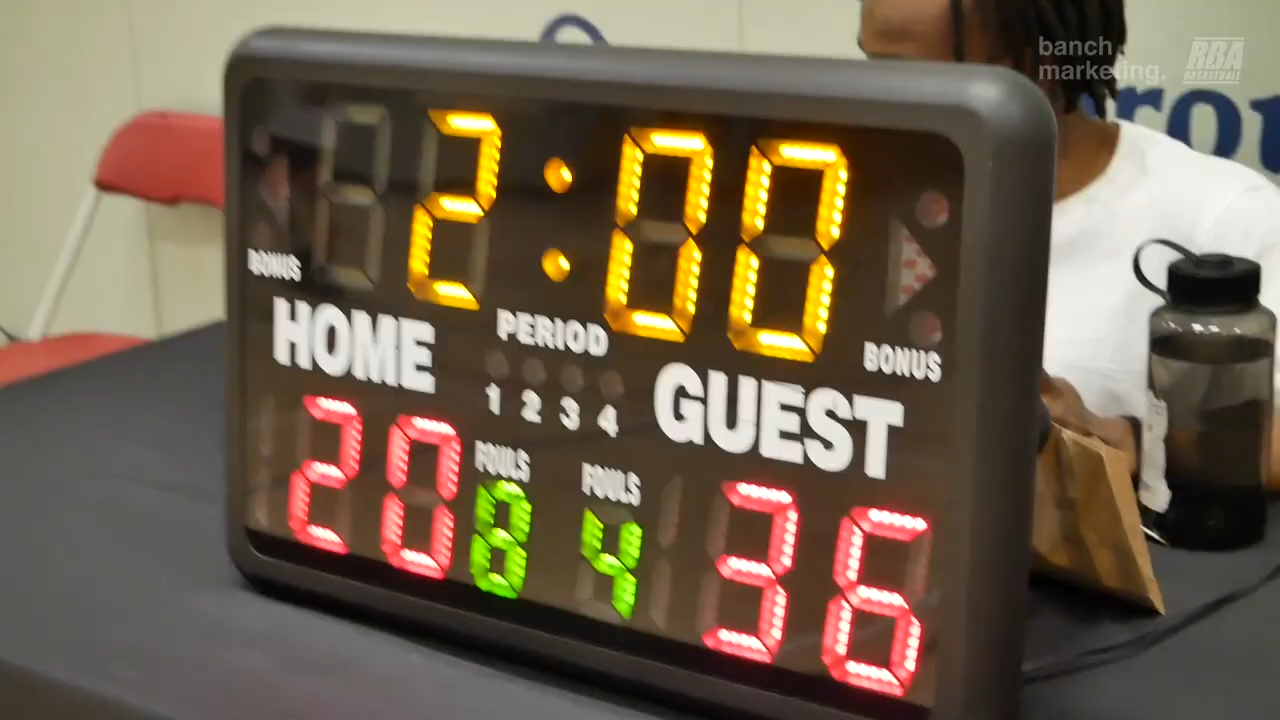 banch
marketing.
RBA
BASKETBALL
2:00
BONUS
HOME
PERIOD
1 2 3 4
GUEST
BONUS
20
FOULS
8
FOULS
4
36